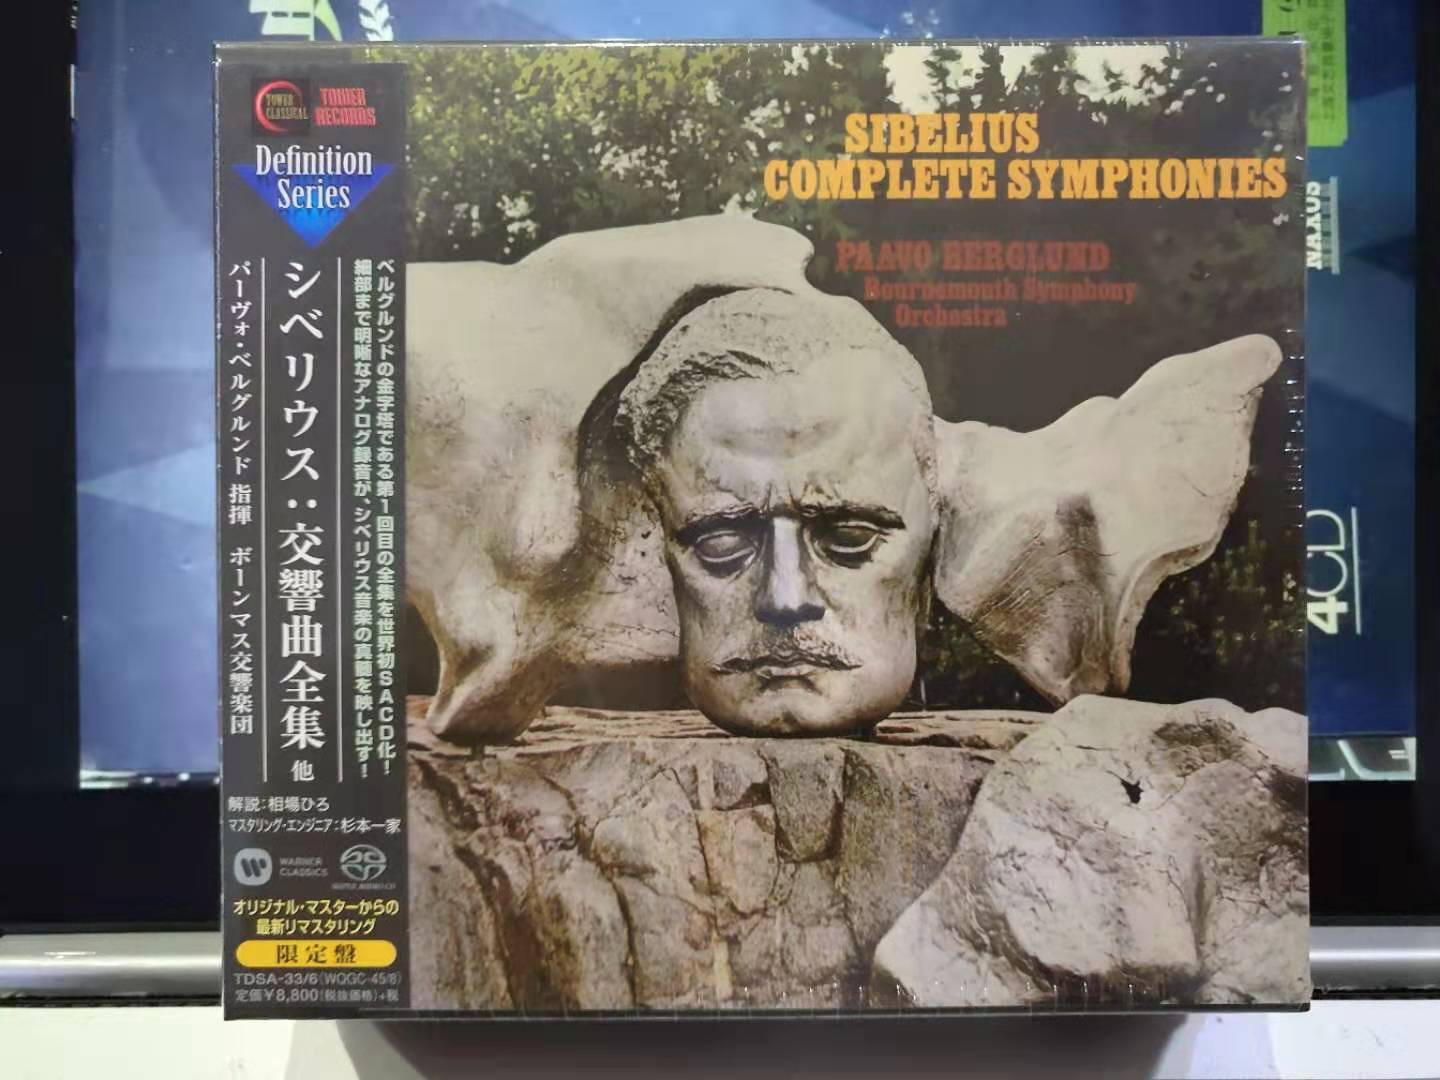 TOWER
CLASSICAL
TOWER
RECORDS
Definition
Series
ベルグルンドの金字塔である第1回目の全集を世界初SACD化!
細部まで明晰なアナログ録音が、シベリウス音楽の真髄を映し出す!
シベリウス:交響曲全集 他
パーヴォ・ベルグルンド 指揮 ボーンマス交響楽団
解説:相場ひろ
マスタリング・エンジニア:杉本一家
WARNER
CLASSICS
SUPER AUDIO CD
オリジナル・マスターからの
最新リマスタリング
限定盤
TDSA-33/6(WQGC-45/8)
定価¥8,800(税抜価格)+税
SIBELIUS
COMPLETE SYMPHONIES
PAAVO BERGLUND
Bournemouth Symphony
Orchestra
NAXOS
4CD